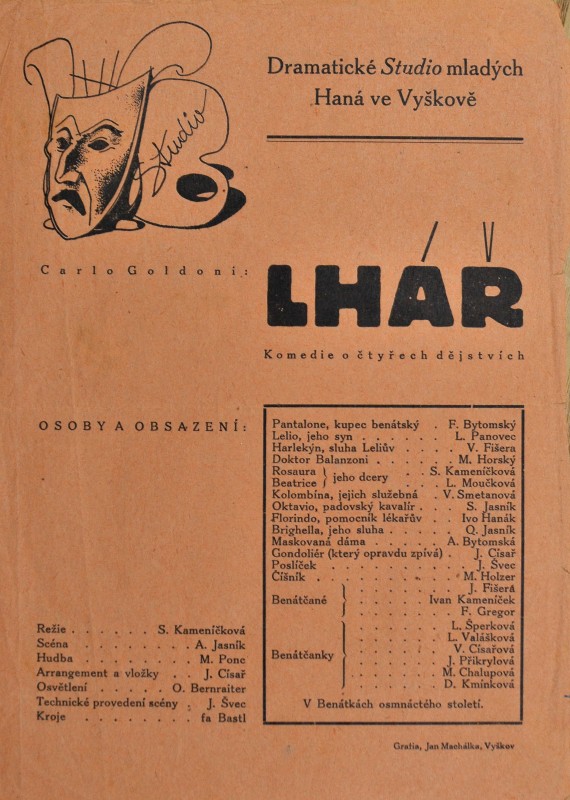 Studio
Dramatické Studio mladých
Haná ve Vyškově
Carlo Goldoni:
LHÁŘ
Komedie o čtyřech dějstvích
OSOBY A OBSAZENÍ:
Pantalone, kupec benátský . F. Bytomský
Lelio, jeho syn . . . . . . L. Panovec
Harlekýn, sluha Leliův . . . . V. Fišera
Doktor Balanzoni . . . . . M. Horský
Rosaura } jeho dcery . . S. Kameníčková
Beatrice } jeho dcery . . L. Moučková
Kolombína, jejich služebná . V. Smetanová
Oktavio, padovský kavalír . . . S. Jasník
Florindo, pomocník lékařův . . Ivo Hanák
Brighella, jeho sluha . . . . . Q. Jasník
Maskovaná dáma . . . . . A. Bytomská
Gondoliér (který opravdu zpívá) . J. Císař
Poslíček . . . . . . . . . J. Švec
Číšník . . . . . . . . . M. Holzer
Benátčané } . . . . . J. Fišera
. . . . . Ivan Kameníček
. . . . . F. Gregor
Benátčanky } . . . . . L. Šperková
. . . . . L. Valášková
. . . . . V. Císařová
. . . . . J. Přikrylová
. . . . . M. Chalupová
. . . . . D. Kmínková
V Benátkách osmnáctého století.
Režie . . . . . . S. Kameníčková
Scéna . . . . . . . . A. Jasník
Hudba . . . . . . . . M. Ponc
Arrangement a vložky . . J. Císař
Osvětlení . . . . . O. Bernraiter
Technické provedení scény . J. Švec
Kroje . . . . . . . . fa Bastl
Grafia, Jan Machálka, Vyškov